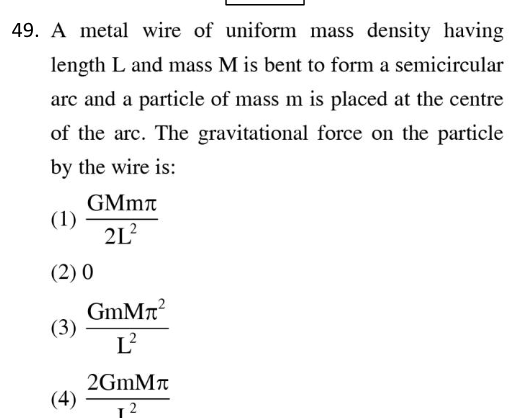 49. A metal wire of uniform mass density having
length L and mass M is bent to form a semicircular
arc and a particle of mass m is placed at the centre
of the arc. The gravitational force on the particle
by the wire is:
(1) GMmπ
2L²
(2) 0
(3) GmMπ²
L²
(4) 2GmMπ
L²